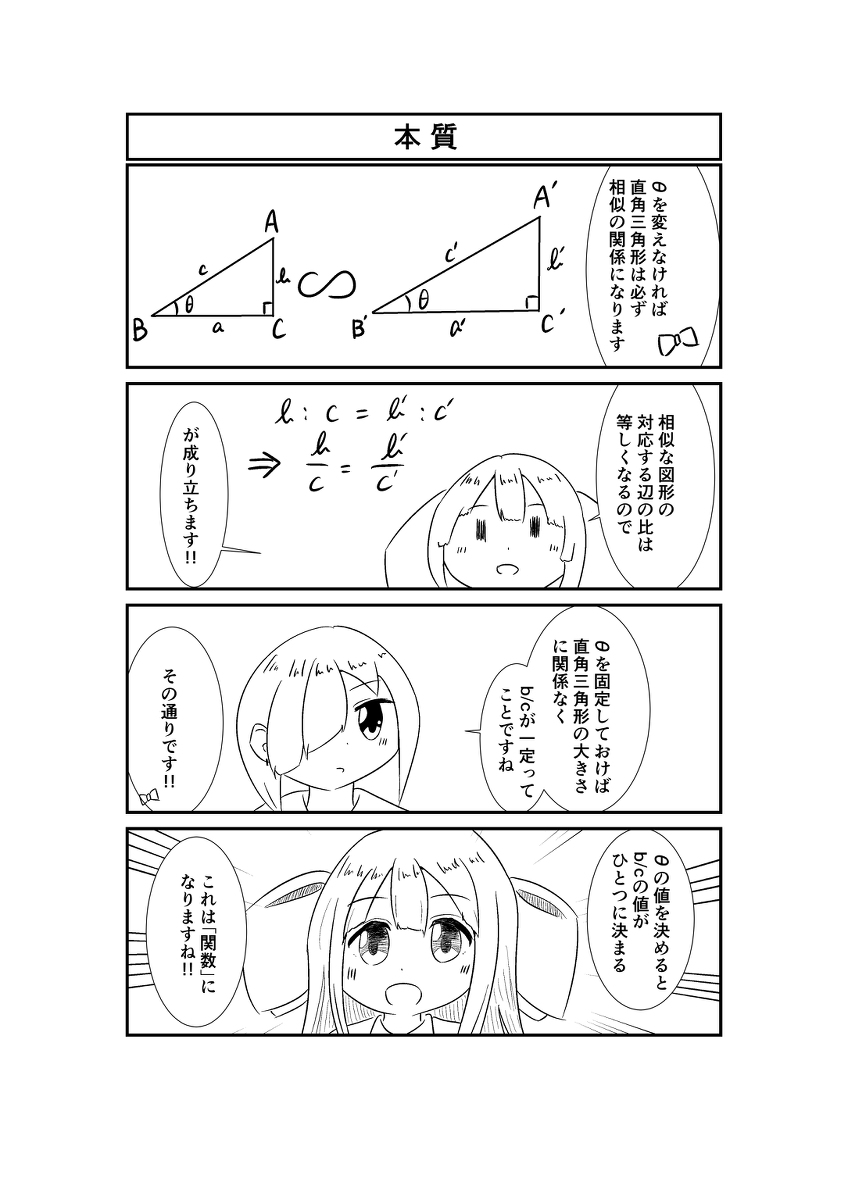 本質
θを変えなければ
直角三角形は必ず
相似の関係になります
A
c
b
θ
B
a
C
∽
A′
c′
b′
θ
B′
a′
C′
相似な図形の
対応する辺の比は
等しくなるので
b : c = b′ : c′
⇒ b/c = b′/c′
が成り立ちます!!
θを固定しておけば
直角三角形の大きさ
に関係なく
b/cが一定って
ことですね
その通りです!!
θの値を決めると
b/cの値が
ひとつに決まる
これは「関数」に
なりますね!!